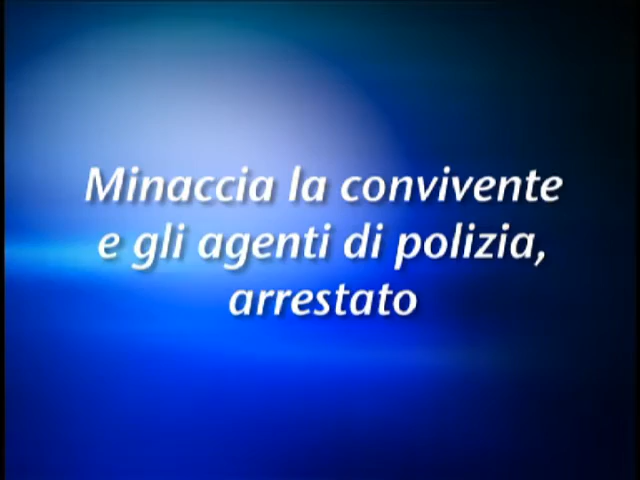 Minaccia la convivente
e gli agenti di polizia,
arrestato